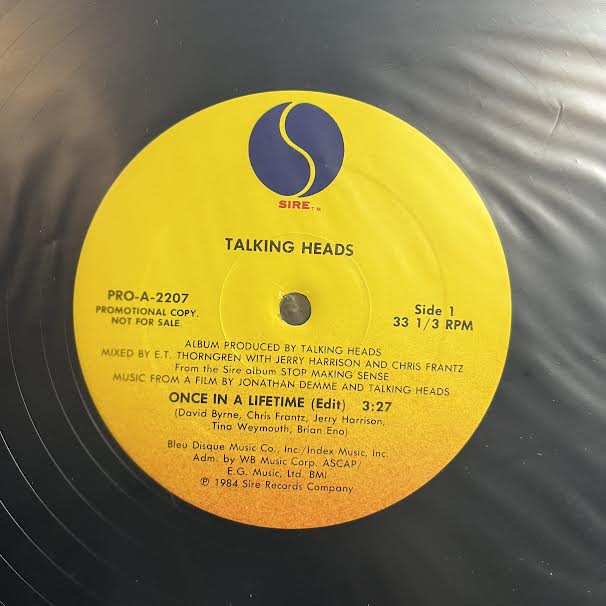 SIRE™
TALKING HEADS
PRO-A-2207
PROMOTIONAL COPY.
NOT FOR SALE.
Side 1
33 1/3 RPM
ALBUM PRODUCED BY TALKING HEADS
MIXED BY E.T. THORNGREN WITH JERRY HARRISON AND CHRIS FRANTZ
From the Sire album STOP MAKING SENSE
MUSIC FROM A FILM BY JONATHAN DEMME AND TALKING HEADS
ONCE IN A LIFETIME (Edit) 3:27
(David Byrne, Chris Frantz, Jerry Harrison,
Tina Weymouth, Brian Eno)
Bleu Disque Music Co., Inc./Index Music, Inc.
Adm. by WB Music Corp. ASCAP/
E.G. Music, Ltd. BMI
℗ 1984 Sire Records Company